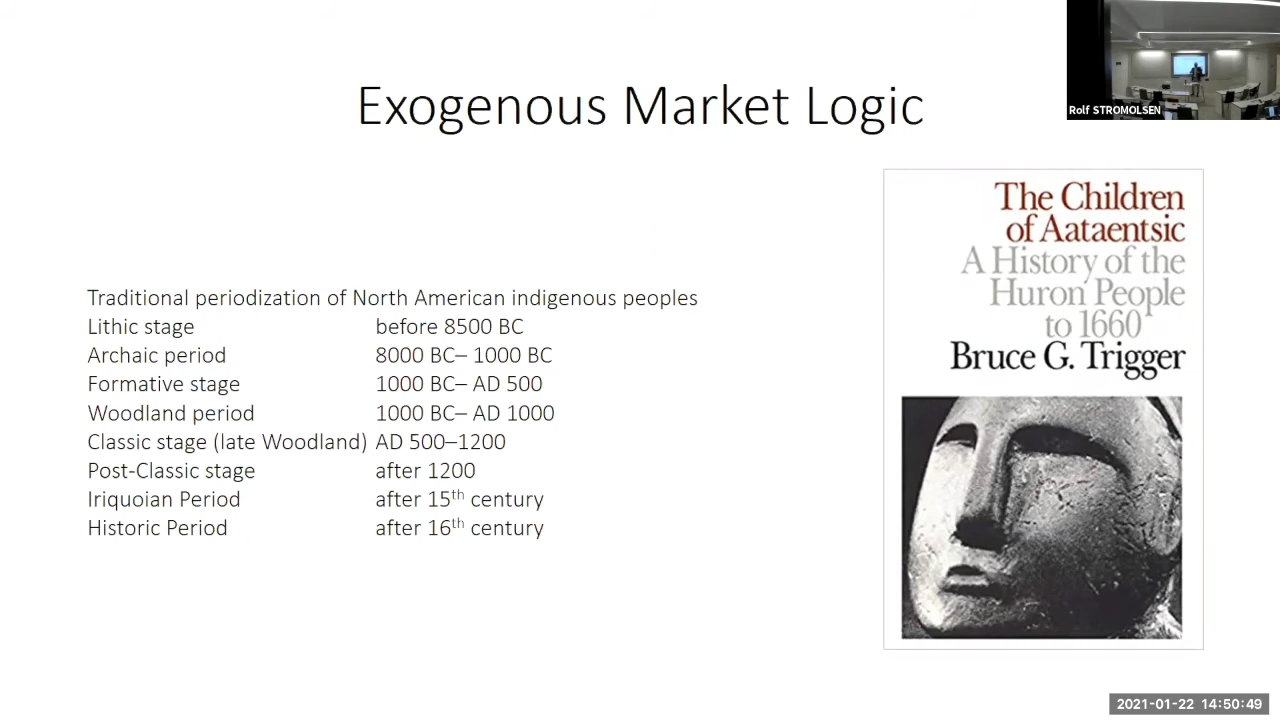 Exogenous Market Logic
Rolf STROMOLSEN
Traditional periodization of North American indigenous peoples
Lithic stage before 8500 BC
Archaic period 8000 BC– 1000 BC
Formative stage 1000 BC– AD 500
Woodland period 1000 BC– AD 1000
Classic stage (late Woodland) AD 500–1200
Post-Classic stage after 1200
Iriquoian Period after 15th century
Historic Period after 16th century
The Children
of Aataentsic
A History of the
Huron People
to 1660
Bruce G. Trigger
2021-01-22 14:50:49